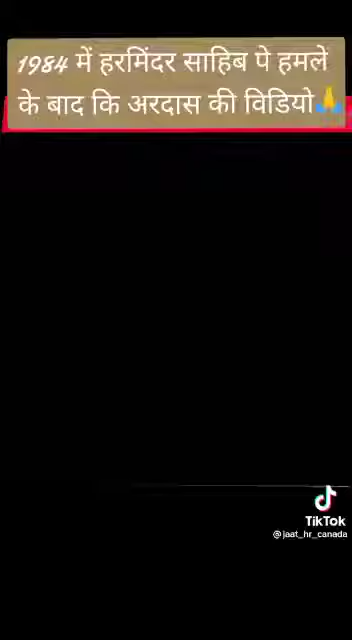 1984 में हरमिंदर साहिब पे हमले
के बाद कि अरदास की विडियो🙏
TikTok
@jaat_hr_canada